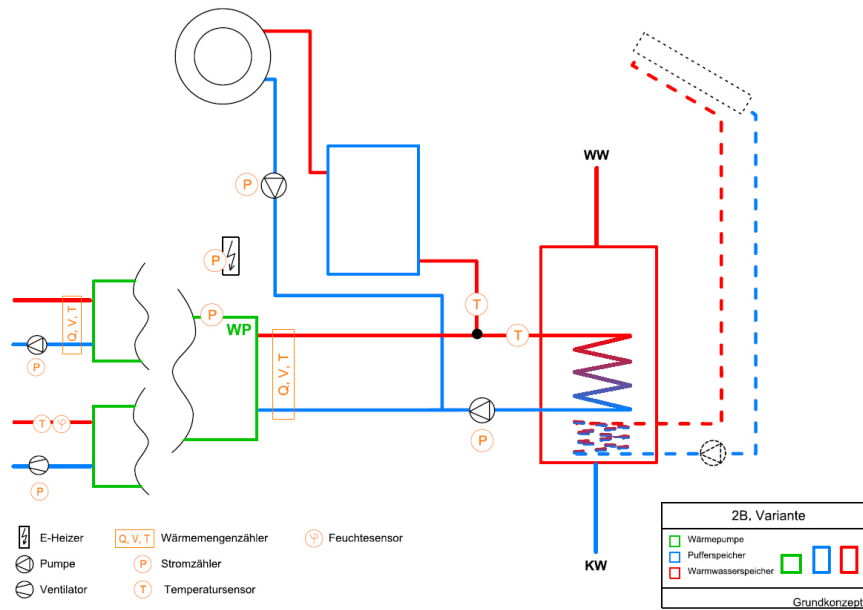 WW
P
T
P
P
WP
Q, V, T
T
Q, V, T
P
T
φ
P
P
KW
E-Heizer
Q, V, T Wärmemengenzähler
φ Feuchtesensor
Pumpe
P Stromzähler
Ventilator
T Temperatursensor
2B. Variante
Wärmepumpe
Pufferspeicher
Warmwasserspeicher
Grundkonzept